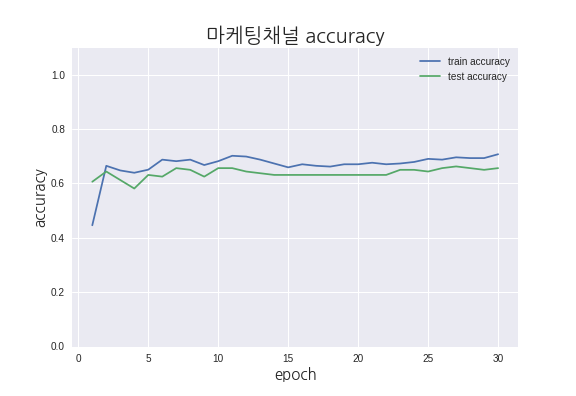 마케팅채널 accuracy
train accuracy
test accuracy
1.0
0.8
0.6
0.4
0.2
0.0
accuracy
0 5 10 15 20 25 30
epoch